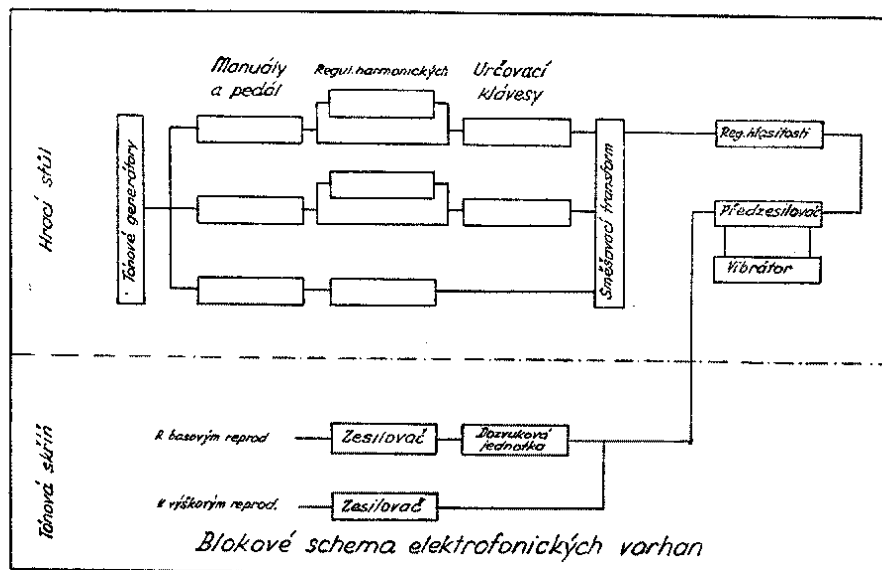 Manuály
a pedál
Regul. harmonických
Určovací
klávesy
Hrací stůl
Tónové generátory
Směšovací transform
Reg. hlasitosti
Předzesilovač
Vibrátor
Tónová skříň
K basovým reprod
Zesilovač
Dozvuková
jednotka
K výškovým reprod.
Zesilovač
Blokové schema elektrofonických varhan